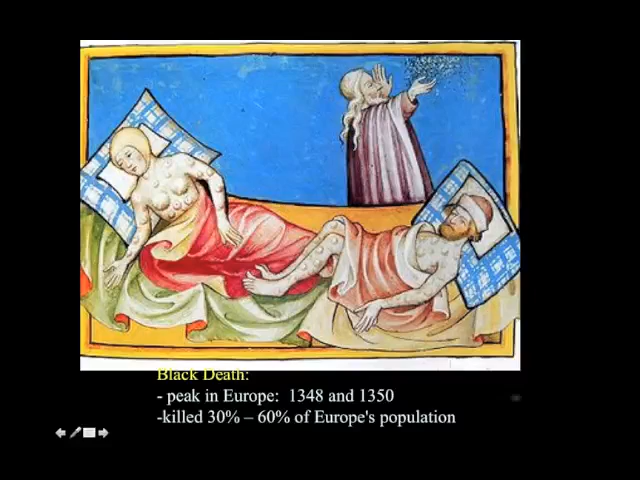 Black Death:
- peak in Europe:  1348 and 1350
-killed 30% – 60% of Europe's population